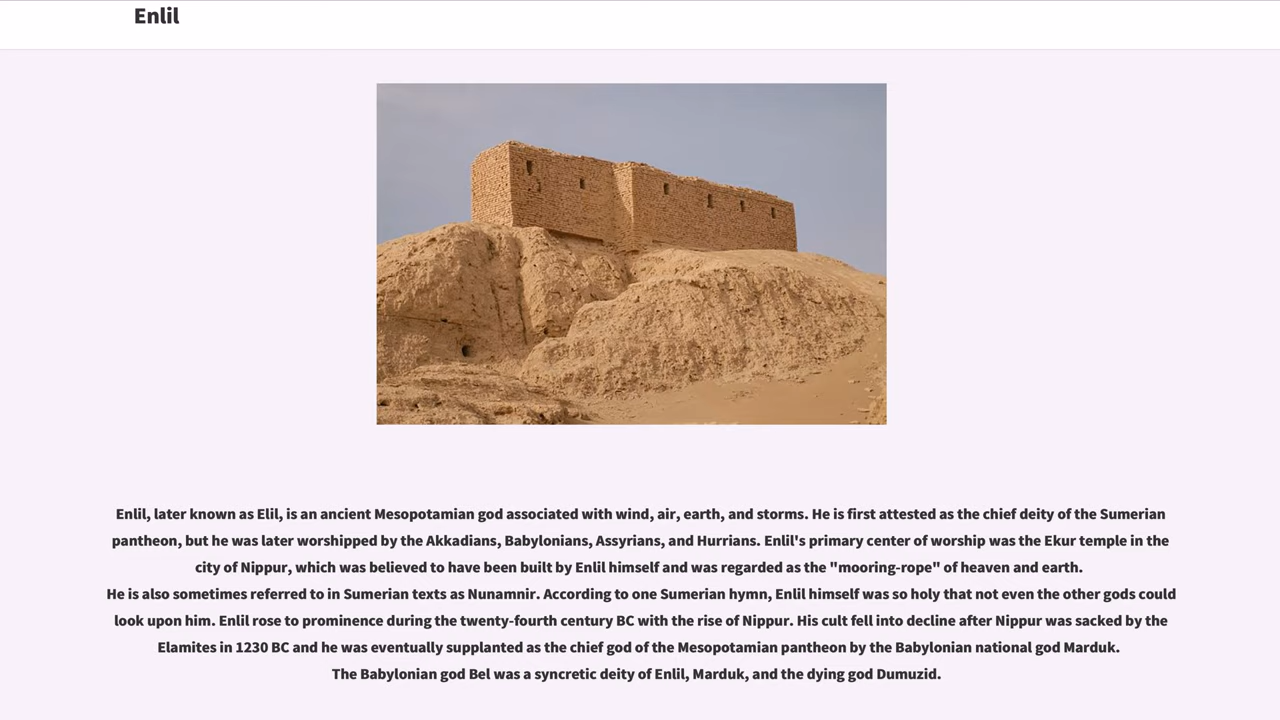 Enlil
Enlil, later known as Elil, is an ancient Mesopotamian god associated with wind, air, earth, and storms. He is first attested as the chief deity of the Sumerian
pantheon, but he was later worshipped by the Akkadians, Babylonians, Assyrians, and Hurrians. Enlil's primary center of worship was the Ekur temple in the
city of Nippur, which was believed to have been built by Enlil himself and was regarded as the "mooring-rope" of heaven and earth.
He is also sometimes referred to in Sumerian texts as Nunamnir. According to one Sumerian hymn, Enlil himself was so holy that not even the other gods could
look upon him. Enlil rose to prominence during the twenty-fourth century BC with the rise of Nippur. His cult fell into decline after Nippur was sacked by the
Elamites in 1230 BC and he was eventually supplanted as the chief god of the Mesopotamian pantheon by the Babylonian national god Marduk.
The Babylonian god Bel was a syncretic deity of Enlil, Marduk, and the dying god Dumuzid.